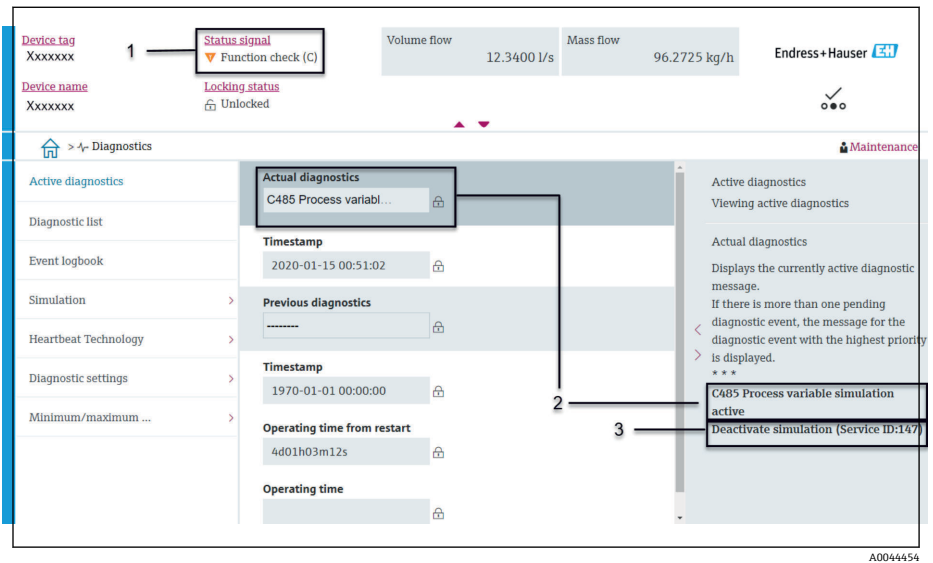 Device tag
Xxxxxxx
1
Status signal
Function check (C)
Volume flow
12.3400 l/s
Mass flow
96.2725 kg/h
Endress+Hauser EH
Device name
Xxxxxxx
Locking status
Unlocked
> Diagnostics
Maintenance
Active diagnostics
Diagnostic list
Event logbook
Simulation >
Heartbeat Technology >
Diagnostic settings >
Minimum/maximum ... >
Actual diagnostics
C485 Process variabl...
Timestamp
2020-01-15 00:51:02
Previous diagnostics
--------
Timestamp
1970-01-01 00:00:00
Operating time from restart
4d01h03m12s
Operating time
2
3
<
>
Active diagnostics
Viewing active diagnostics
Actual diagnostics
Displays the currently active diagnostic
message.
If there is more than one pending
diagnostic event, the message for the
diagnostic event with the highest priority
is displayed.
* * *
C485 Process variable simulation
active
Deactivate simulation (Service ID:147)
A0044454